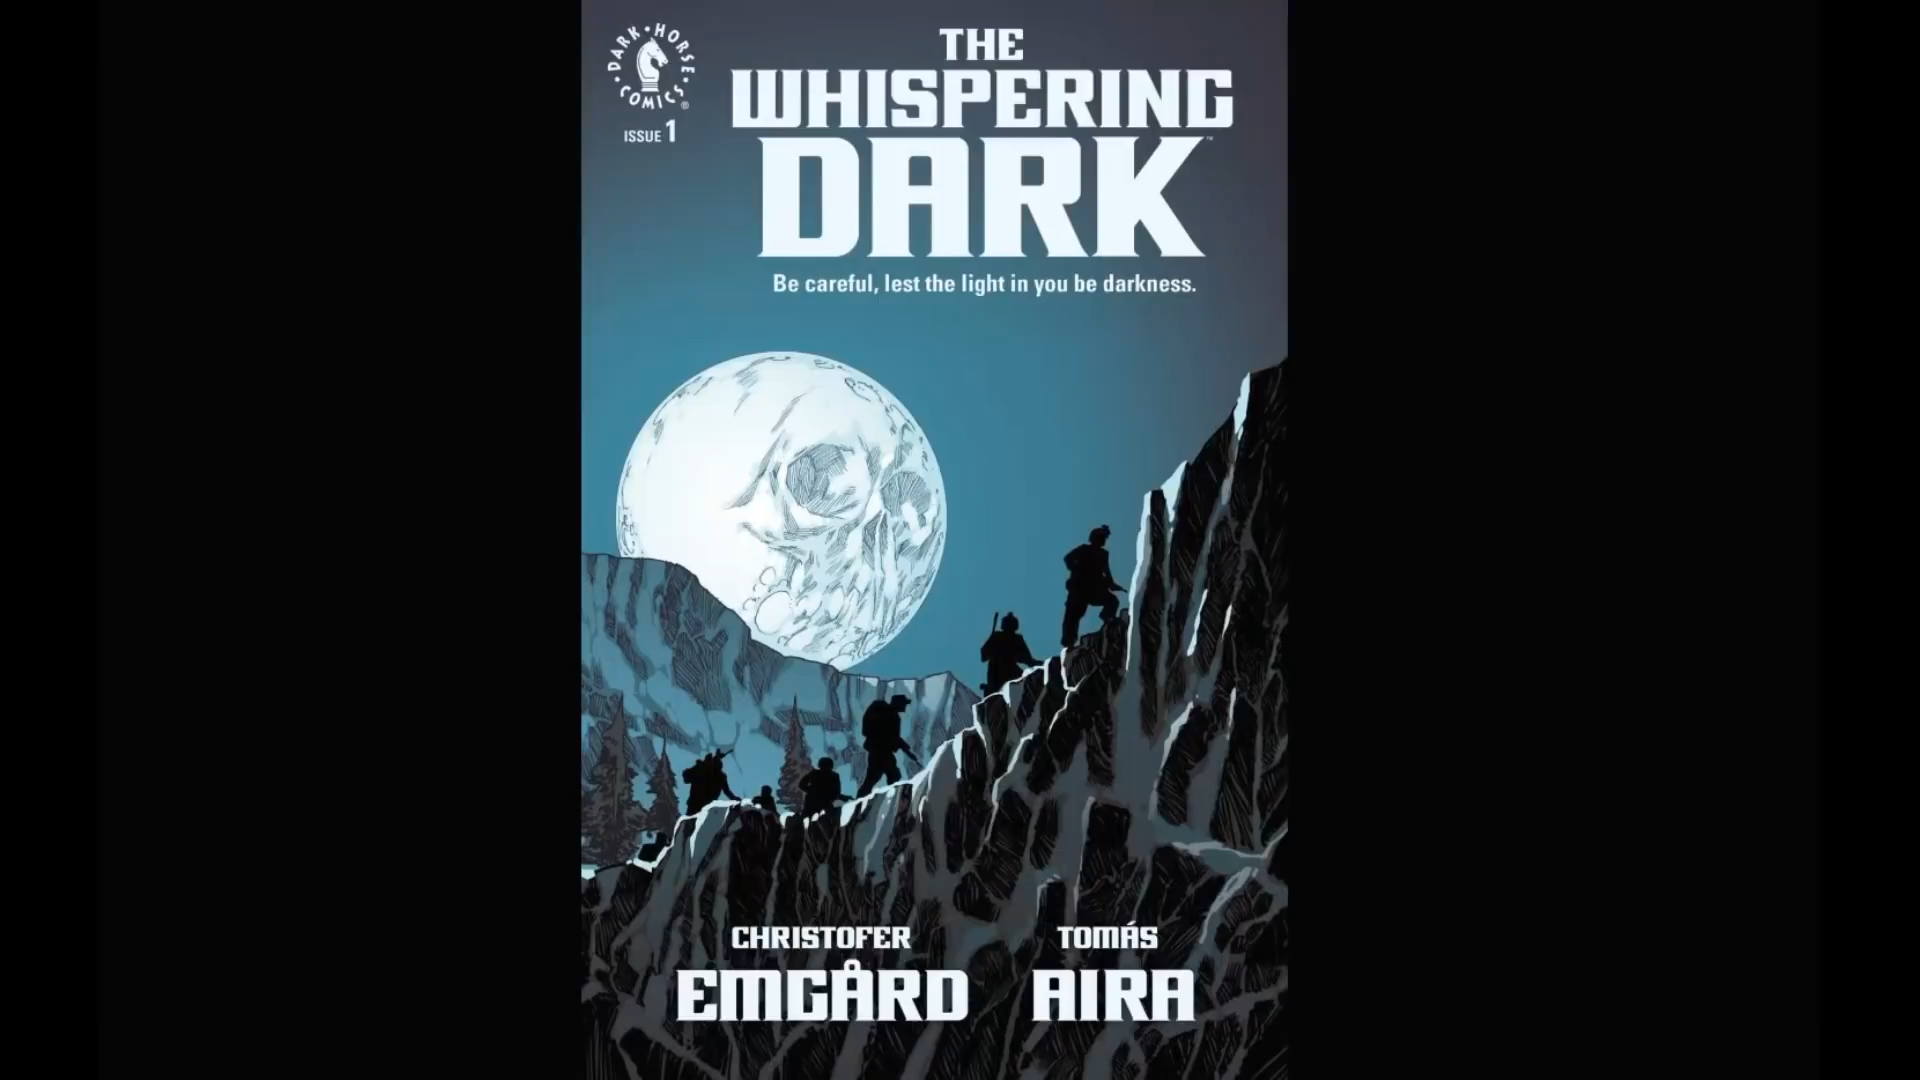 DARK • HORSE
• COMICS • ®
ISSUE 1
THE
WHISPERING
DARK™
Be careful, lest the light in you be darkness.
CHRISTOFER
EMGÅRD
TOMÁS
AIRA